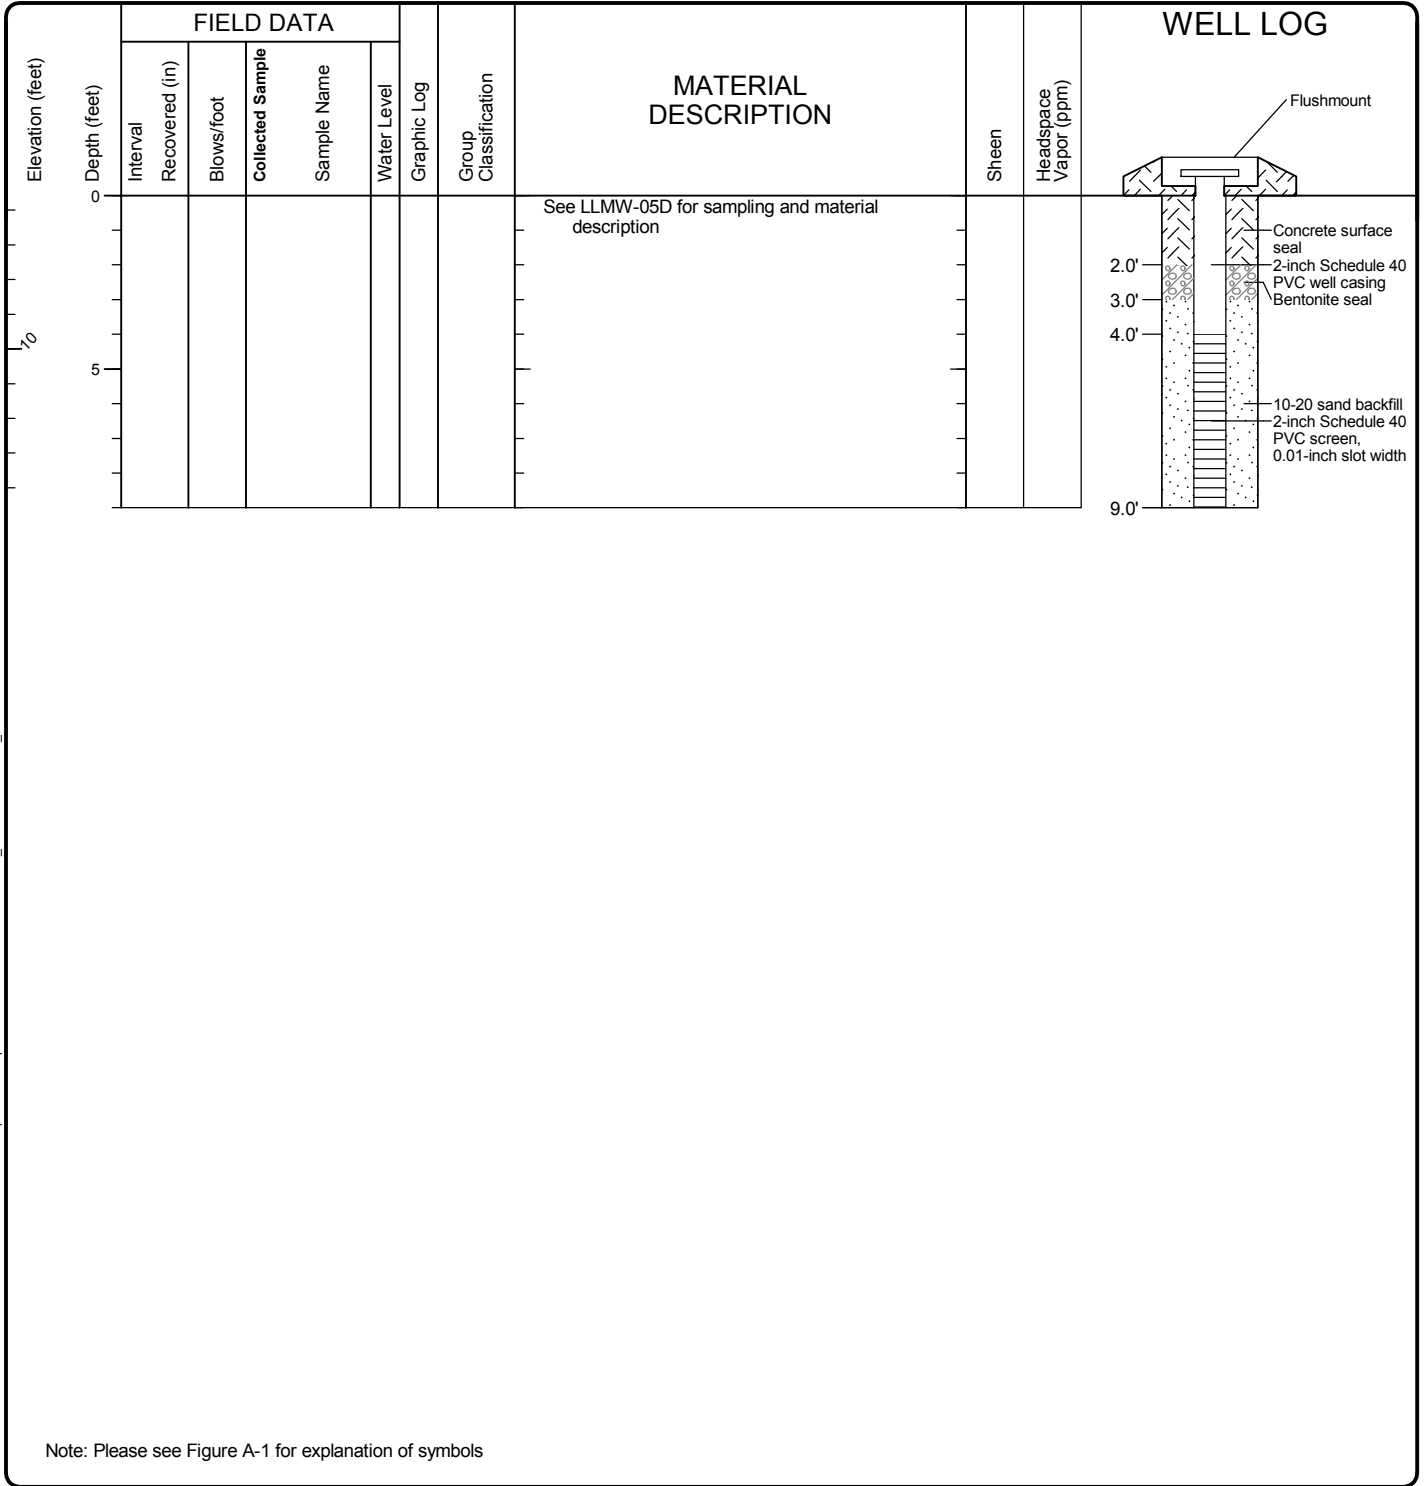 FIELD DATA
WELL LOG
Elevation (feet)
Depth (feet)
Interval
Recovered (in)
Blows/foot
Collected Sample
Sample Name
Water Level
Graphic Log
Group
Classification
MATERIAL
DESCRIPTION
Sheen
Headspace
Vapor (ppm)
Flushmount
0
See LLMW-05D for sampling and material
description
Concrete surface
seal
2.0'
2-inch Schedule 40
PVC well casing
3.0'
Bentonite seal
4.0'
10
5
10-20 sand backfill
2-inch Schedule 40
PVC screen,
0.01-inch slot width
9.0'
Note: Please see Figure A-1 for explanation of symbols